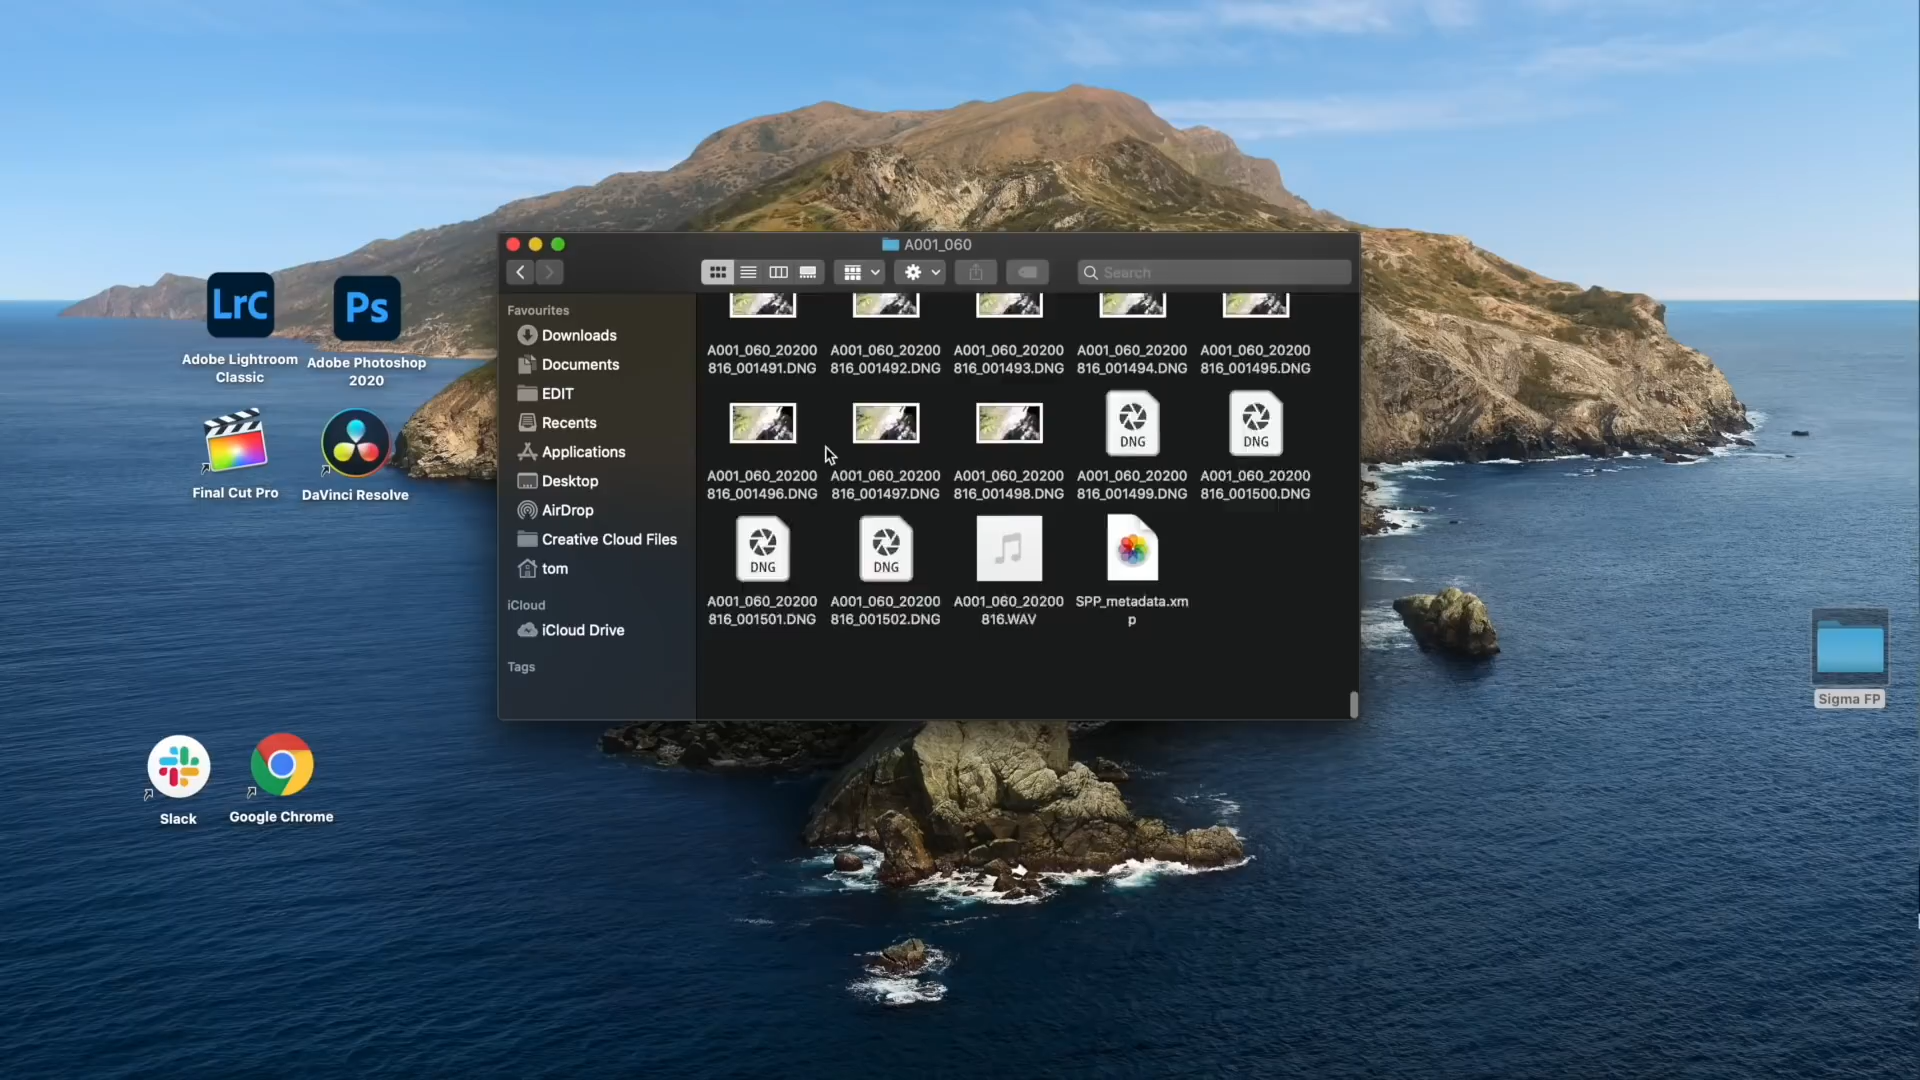 A001_060
Search
Favourites
Downloads
Documents
EDIT
Recents
Applications
Desktop
AirDrop
Creative Cloud Files
tom
iCloud
iCloud Drive
Tags
A001_060_20200
816_001491.DNG
A001_060_20200
816_001492.DNG
A001_060_20200
816_001493.DNG
A001_060_20200
816_001494.DNG
A001_060_20200
816_001495.DNG
A001_060_20200
816_001496.DNG
A001_060_20200
816_001497.DNG
A001_060_20200
816_001498.DNG
DNG
A001_060_20200
816_001499.DNG
DNG
A001_060_20200
816_001500.DNG
DNG
A001_060_20200
816_001501.DNG
DNG
A001_060_20200
816_001502.DNG
A001_060_20200
816.WAV
SPP_metadata.xm
p
LrC
Adobe Lightroom
Classic
Ps
Adobe Photoshop
2020
Final Cut Pro
DaVinci Resolve
Slack
Google Chrome
Sigma FP